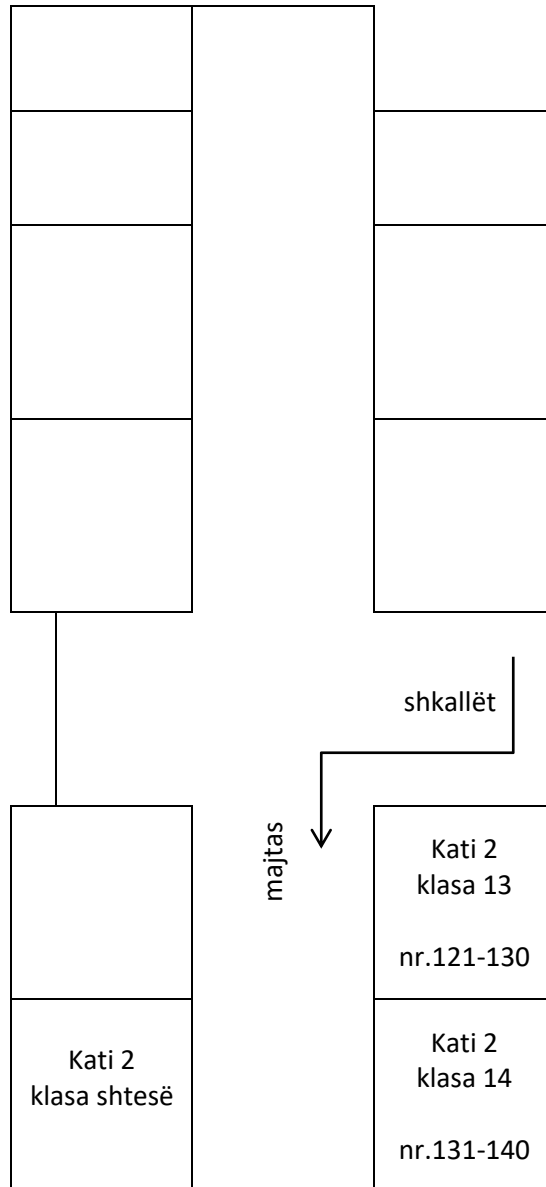 shkallët
majtas
Kati 2
klasa 13
nr.121-130
Kati 2
klasa shtesë
Kati 2
klasa 14
nr.131-140